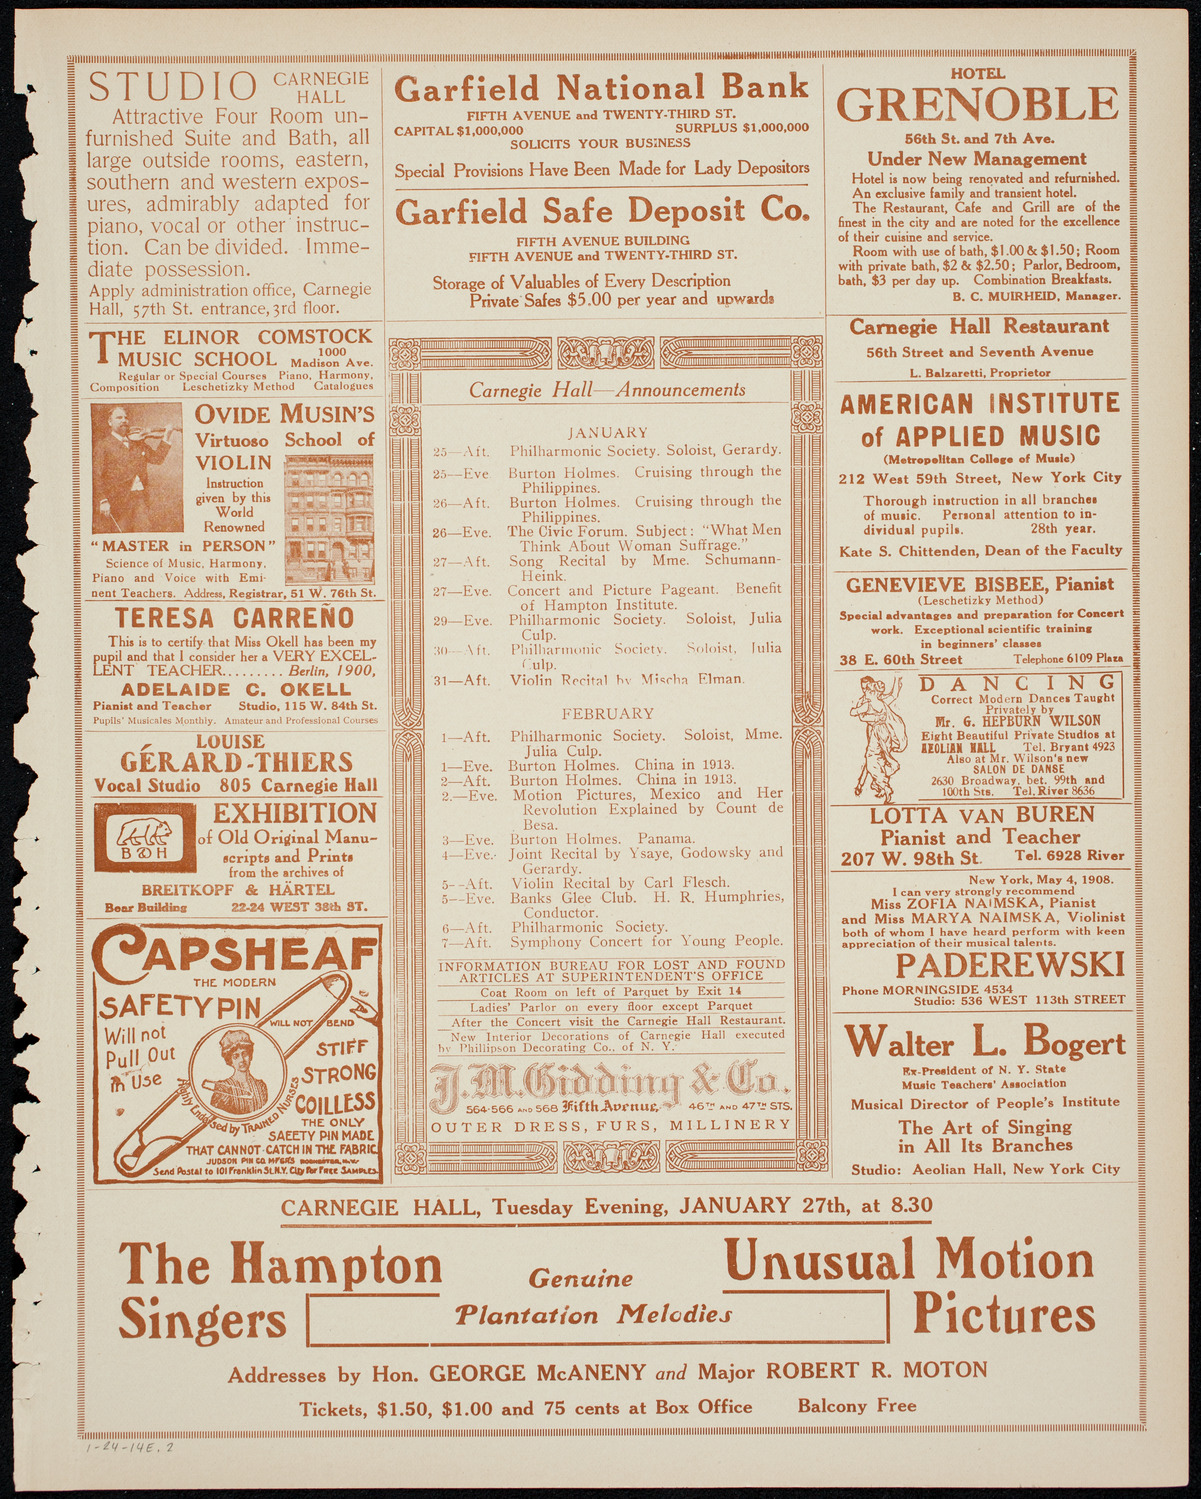 STUDIO CARNEGIE
HALL
Attractive Four Room un-
furnished Suite and Bath, all
large outside rooms, eastern,
southern and western expos-
ures, admirably adapted for
piano, vocal or other instruc-
tion. Can be divided. Imme-
diate possession.
Apply administration office, Carnegie
Hall, 57th St. entrance, 3rd floor.
THE ELINOR COMSTOCK
MUSIC SCHOOL 1000
Madison Ave.
Regular or Special Courses Piano, Harmony,
Composition Leschetizky Method Catalogues
OVIDE MUSIN'S
Virtuoso School of
VIOLIN
Instruction
given by this
World
Renowned
"MASTER in PERSON"
Science of Music, Harmony,
Piano and Voice with Emi-
nent Teachers. Address, Registrar, 51 W. 76th St.
TERESA CARREÑO
This is to certify that Miss Okell has been my
pupil and that I consider her a VERY EXCEL-
LENT TEACHER......... Berlin, 1900,
ADELAIDE C. OKELL
Pianist and Teacher Studio, 115 W. 84th St.
Pupils' Musicales Monthly. Amateur and Professional Courses
LOUISE
GÉRARD-THIERS
Vocal Studio 805 Carnegie Hall
B & H
EXHIBITION
of Old Original Manu-
scripts and Prints
from the archives of
BREITKOPF & HÄRTEL
Bear Building 22-24 WEST 38th ST.
CAPSHEAF
THE MODERN
SAFETY PIN
WILL NOT BEND
Will not
Pull Out
in Use
STIFF
STRONG
COILLESS
Highly Endorsed by TRAINED NURSES
THE ONLY
SAFETY PIN MADE
THAT CANNOT CATCH IN THE FABRIC.
JUDSON PIN CO. MF'GRS ROCHESTER, N.Y.
Send Postal to 101 Franklin St. N.Y. City for Free SAMPLES.
Garfield National Bank
FIFTH AVENUE and TWENTY-THIRD ST.
CAPITAL $1,000,000 SURPLUS $1,000,000
SOLICITS YOUR BUSINESS
Special Provisions Have Been Made for Lady Depositors
Garfield Safe Deposit Co.
FIFTH AVENUE BUILDING
FIFTH AVENUE and TWENTY-THIRD ST.
Storage of Valuables of Every Description
Private Safes $5.00 per year and upwards
Carnegie Hall—Announcements
JANUARY
25—Aft. Philharmonic Society. Soloist, Gerardy.
25—Eve. Burton Holmes. Cruising through the
Philippines.
26—Aft. Burton Holmes. Cruising through the
Philippines.
26—Eve. The Civic Forum. Subject: "What Men
Think About Woman Suffrage."
27—Aft. Song Recital by Mme. Schumann-
Heink.
27—Eve. Concert and Picture Pageant. Benefit
of Hampton Institute.
29—Eve. Philharmonic Society. Soloist, Julia
Culp.
30—Aft. Philharmonic Society. Soloist, Julia
Culp.
31—Aft. Violin Recital by Mischa Elman.
FEBRUARY
1—Aft. Philharmonic Society. Soloist, Mme.
Julia Culp.
1—Eve. Burton Holmes. China in 1913.
2—Aft. Burton Holmes. China in 1913.
2.—Eve. Motion Pictures, Mexico and Her
Revolution Explained by Count de
Besa.
3—Eve. Burton Holmes. Panama.
4—Eve. Joint Recital by Ysaye, Godowsky and
Gerardy.
5--Aft. Violin Recital by Carl Flesch.
5--Eve. Banks Glee Club. H. R. Humphries,
Conductor.
6—Aft. Philharmonic Society.
7—Aft. Symphony Concert for Young People.
INFORMATION BUREAU FOR LOST AND FOUND
ARTICLES AT SUPERINTENDENT'S OFFICE
Coat Room on left of Parquet by Exit 14
Ladies' Parlor on every floor except Parquet
After the Concert visit the Carnegie Hall Restaurant.
New Interior Decorations of Carnegie Hall executed
by Phillipson Decorating Co., of N. Y.
J.M.Gidding & Co.
564-566 AND 568 Fifth Avenue, 46TH AND 47TH STS.
OUTER DRESS, FURS, MILLINERY
HOTEL
GRENOBLE
56th St. and 7th Ave.
Under New Management
Hotel is now being renovated and refurnished.
An exclusive family and transient hotel.
The Restaurant, Cafe and Grill are of the
finest in the city and are noted for the excellence
of their cuisine and service.
Room with use of bath, $1.00 & $1.50; Room
with private bath, $2 & $2.50; Parlor, Bedroom,
bath, $3 per day up. Combination Breakfasts.
B. C. MUIRHEID, Manager.
Carnegie Hall Restaurant
56th Street and Seventh Avenue
L. Balzaretti, Proprietor
AMERICAN INSTITUTE
of APPLIED MUSIC
(Metropolitan College of Music)
212 West 59th Street, New York City
Thorough instruction in all branches
of music. Personal attention to in-
dividual pupils. 28th year.
Kate S. Chittenden, Dean of the Faculty
GENEVIEVE BISBEE, Pianist
(Leschetizky Method)
Special advantages and preparation for Concert
work. Exceptional scientific training
in beginners' classes
38 E. 60th Street Telephone 6109 Plaza
DANCING
Correct Modern Dances Taught
Privately by
Mr. G. HEPBURN WILSON
Eight Beautiful Private Studios at
AEOLIAN HALL Tel. Bryant 4923
Also at Mr. Wilson's new
SALON DE DANSE
2630 Broadway, bet. 99th and
100th Sts. Tel. River 8636
LOTTA VAN BUREN
Pianist and Teacher
207 W. 98th St. Tel. 6928 River
New York, May 4, 1908.
I can very strongly recommend
Miss ZOFIA NAIMSKA, Pianist
and Miss MARYA NAIMSKA, Violinist
both of whom I have heard perform with keen
appreciation of their musical talents.
PADEREWSKI
Phone MORNINGSIDE 4534
Studio: 536 WEST 113th STREET
Walter L. Bogert
Ex-President of N. Y. State
Music Teachers' Association
Musical Director of People's Institute
The Art of Singing
in All Its Branches
Studio: Aeolian Hall, New York City
CARNEGIE HALL, Tuesday Evening, JANUARY 27th, at 8.30
The Hampton
Singers
Genuine
Plantation Melodies
Unusual Motion
Pictures
Addresses by Hon. GEORGE McANENY and Major ROBERT R. MOTON
Tickets, $1.50, $1.00 and 75 cents at Box Office Balcony Free
1-24-14E, 2